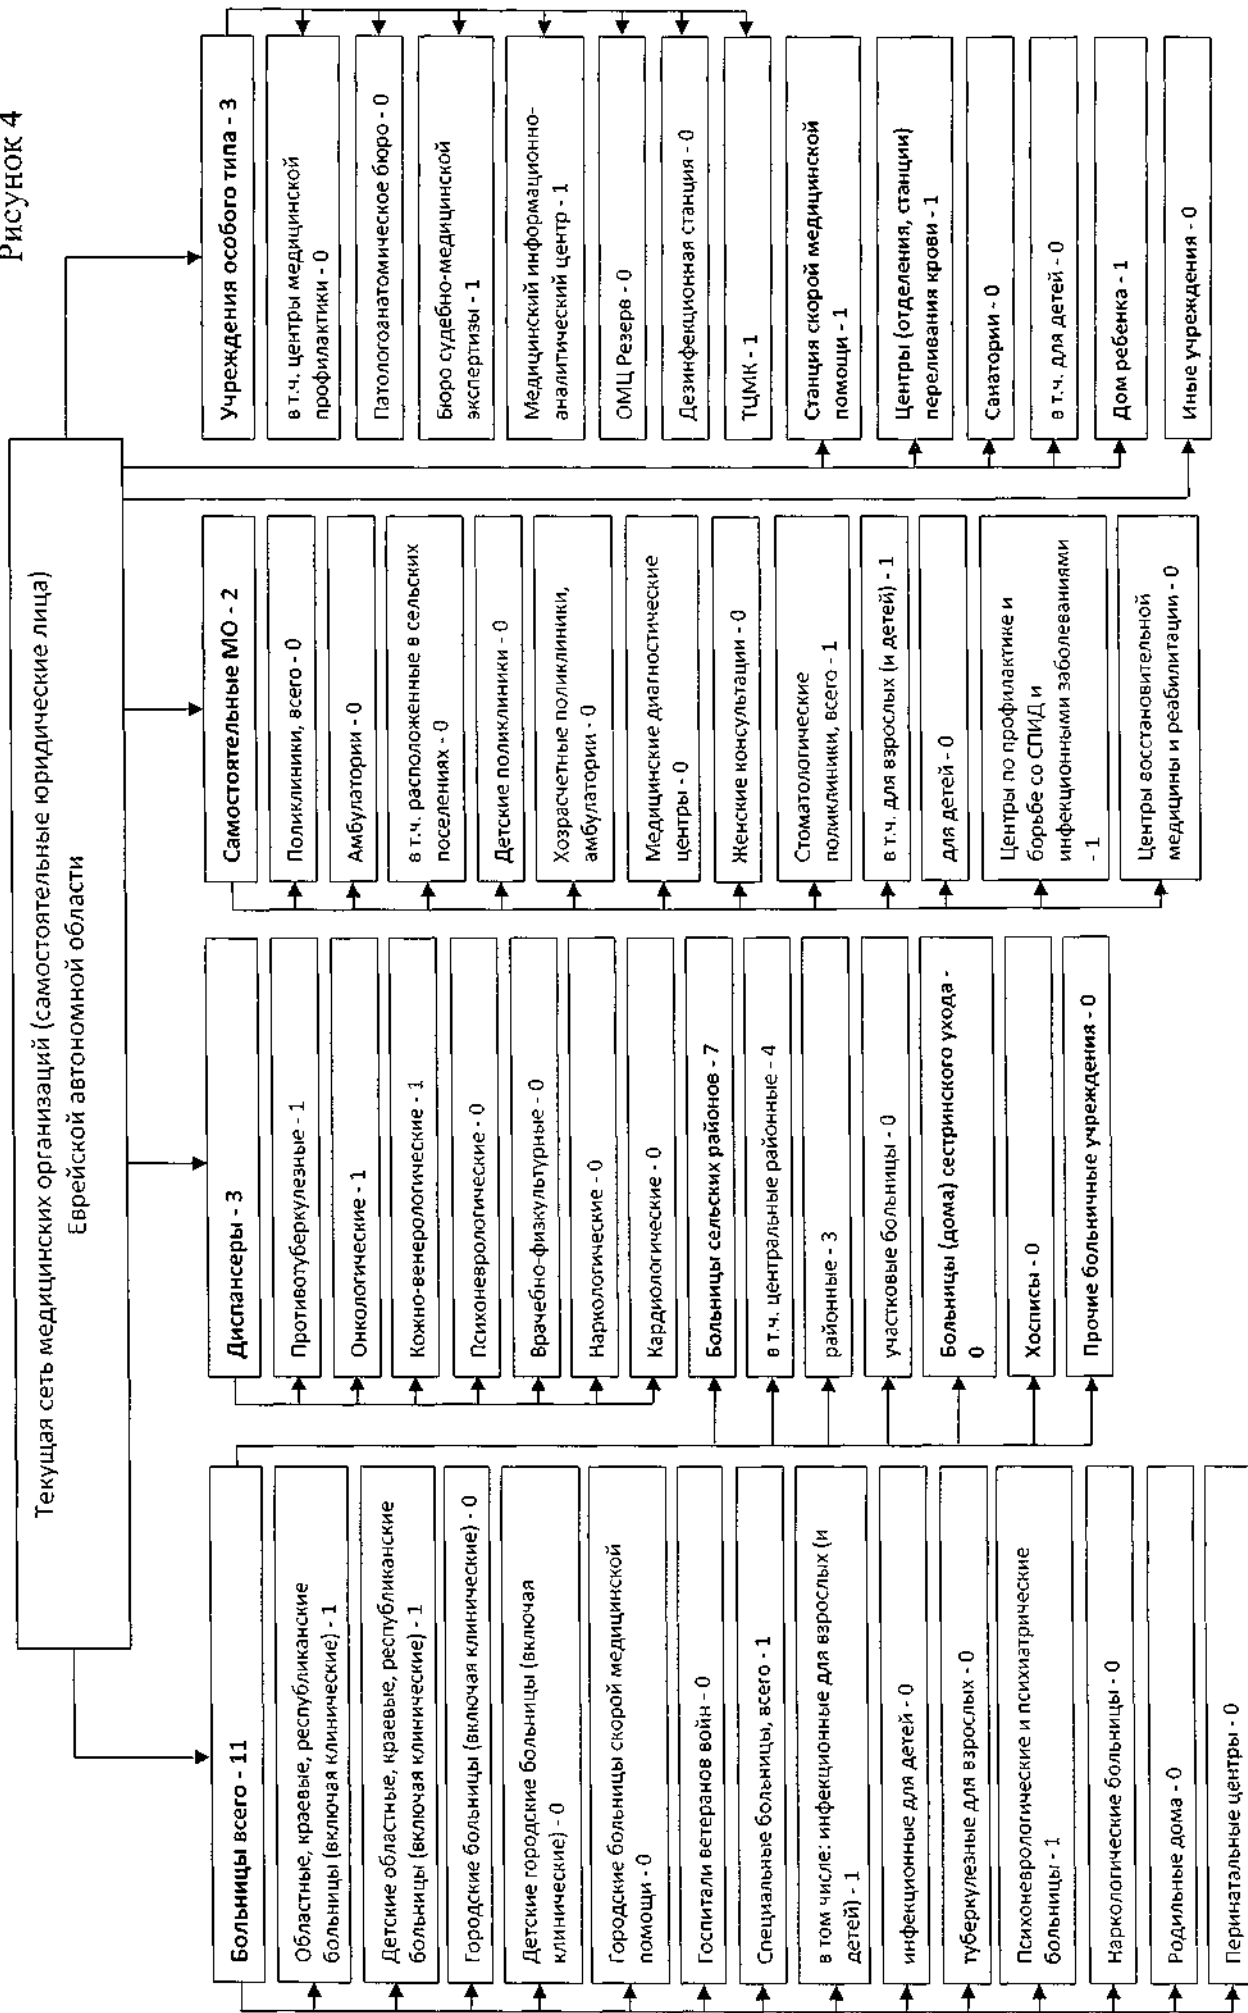 Рисунок 4
Текущая сеть медицинских организаций (самостоятельные юридические лица)
Еврейской автономной области
Больницы всего - 11
Областные, краевые, республиканские
больницы (включая клинические) - 1
Детские областные, краевые, республиканские
больницы (включая клинические) - 1
Городские больницы (включая клинические) - 0
Детские городские больницы (включая
клинические) - 0
Городские больницы скорой медицинской
помощи - 0
Госпитали ветеранов войн - 0
Специальные больницы, всего - 1
в том числе: инфекционные для взрослых (и
детей) - 1
инфекционные для детей - 0
туберкулезные для взрослых - 0
Психоневрологические и психиатрические
больницы - 1
Наркологические больницы - 0
Родильные дома - 0
Перинатальные центры - 0
Диспансеры - 3
Противотуберкулезные - 1
Онкологические - 1
Кожно-венерологические - 1
Психоневрологические - 0
Врачебно-физкультурные - 0
Наркологические - 0
Кардиологические - 0
Больницы сельских районов - 7
в т.ч. центральные районные - 4
районные - 3
участковые больницы - 0
Больницы (дома) сестринского ухода -
0
Хосписы - 0
Прочие больничные учреждения - 0
Самостоятельные МО - 2
Поликлиники, всего - 0
Амбулатории - 0
в т.ч. расположенные в сельских
поселениях - 0
Детские поликлиники - 0
Хозрасчетные поликлиники,
амбулатории - 0
Медицинские диагностические
центры - 0
Женские консультации - 0
Стоматологические
поликлиники, всего - 1
в т.ч. для взрослых (и детей) - 1
для детей - 0
Центры по профилактике и
борьбе со СПИД и
инфекционными заболеваниями
- 1
Центры восстановительной
медицины и реабилитации - 0
Учреждения особого типа - 3
в т.ч. центры медицинской
профилактики - 0
Патологоанатомическое бюро - 0
Бюро судебно-медицинской
экспертизы - 1
Медицинский информационно-
аналитический центр - 1
ОМЦ Резерв - 0
Дезинфекционная станция - 0
ТЦМК - 1
Станция скорой медицинской
помощи - 1
Центры (отделения, станции)
переливания крови - 1
Санатории - 0
в т.ч. для детей - 0
Дом ребенка - 1
Иные учреждения - 0